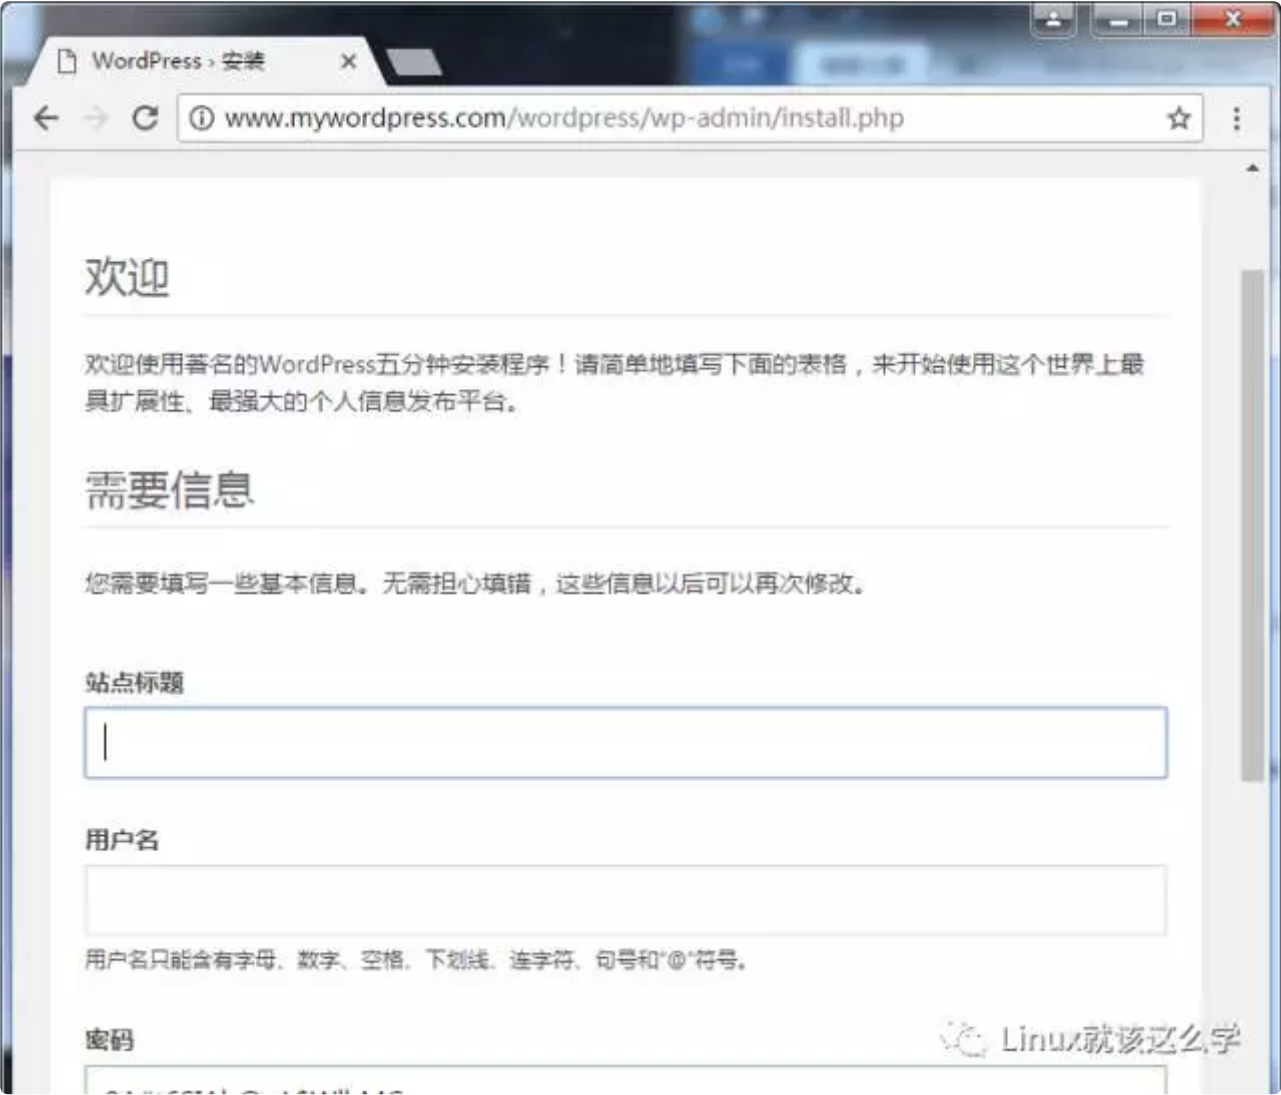 WordPress › 安装
www.mywordpress.com/wordpress/wp-admin/install.php
欢迎
欢迎使用著名的WordPress五分钟安装程序！请简单地填写下面的表格，来开始使用这个世界上最
具扩展性、最强大的个人信息发布平台。
需要信息
您需要填写一些基本信息。无需担心填错，这些信息以后可以再次修改。
站点标题
用户名
用户名只能含有字母、数字、空格、下划线、连字符、句号和“@”符号。
密码
Linux就该这么学